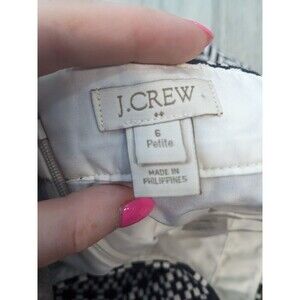 J.CREW
6
Petite
MADE IN
PHILIPPINES